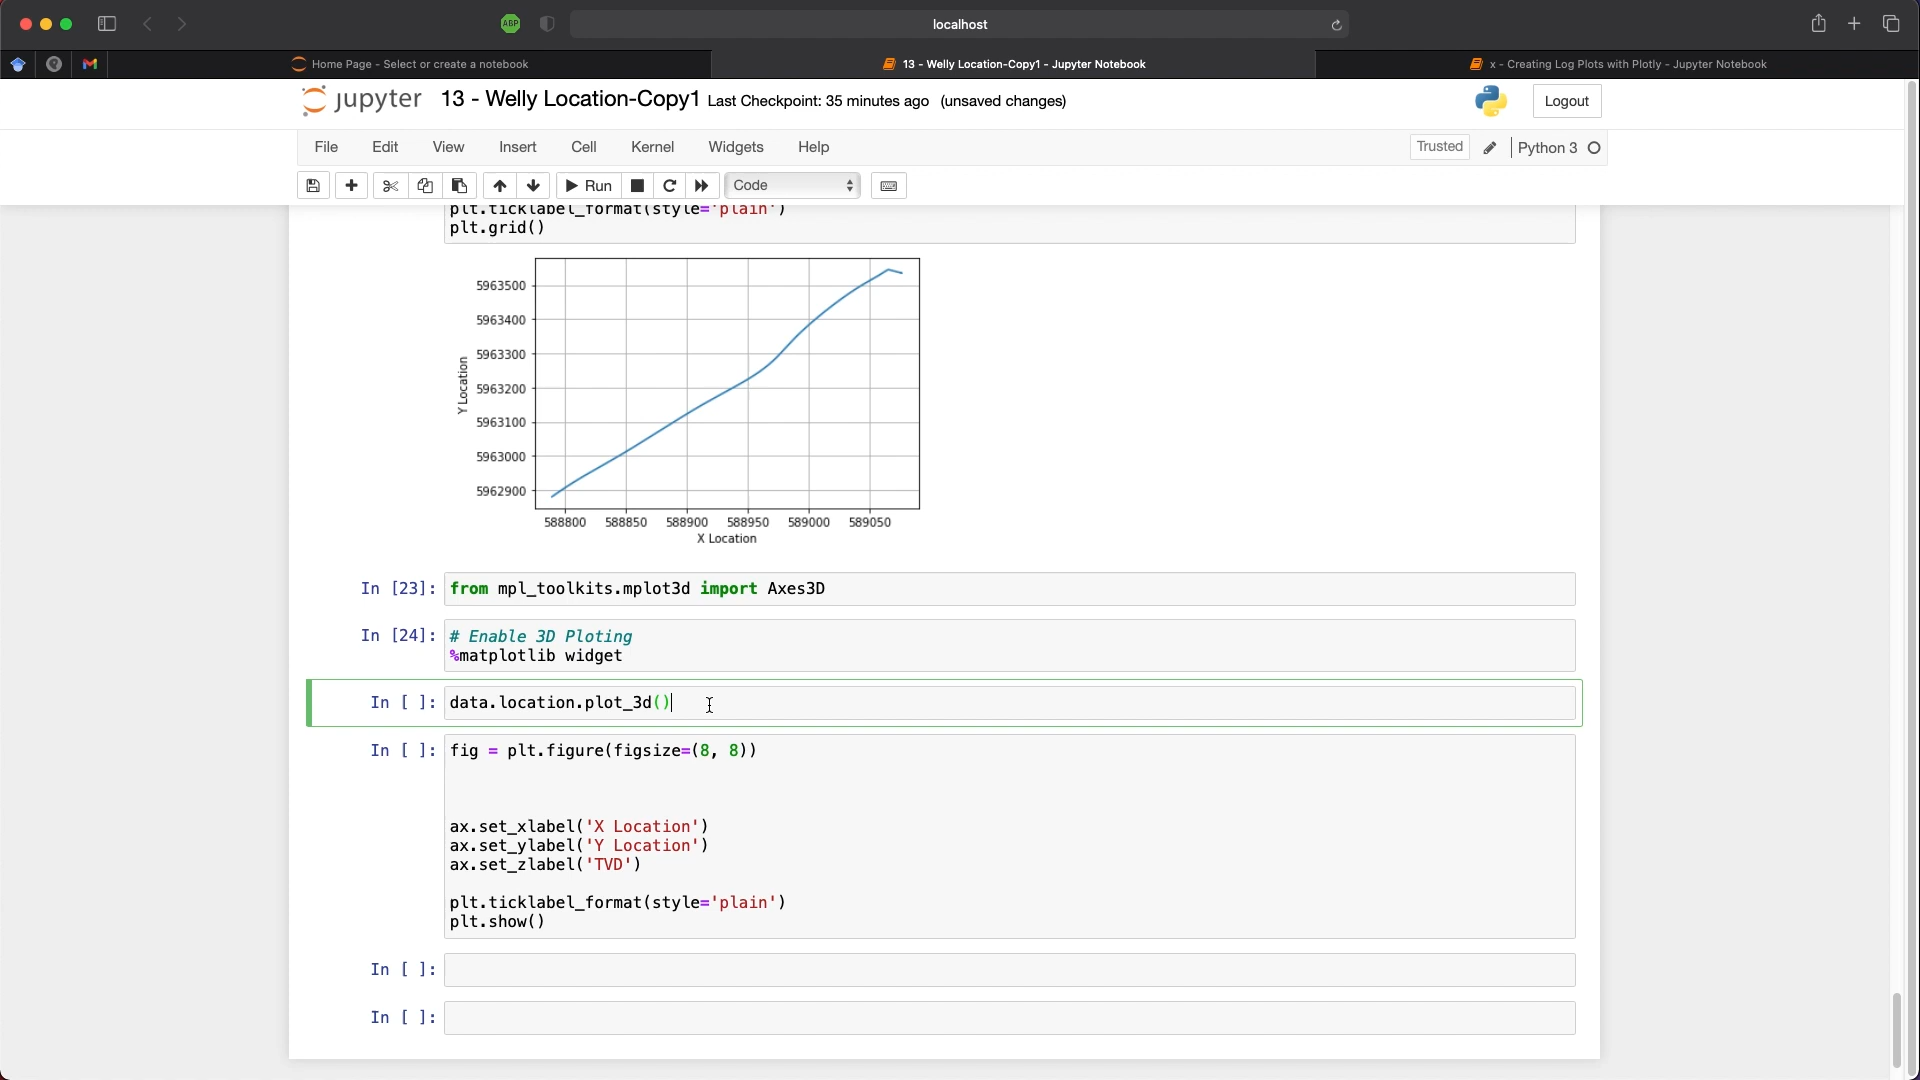 ABP
localhost
Home Page - Select or create a notebook
13 - Welly Location-Copy1 - Jupyter Notebook
x - Creating Log Plots with Plotly - Jupyter Notebook
jupyter 13 - Welly Location-Copy1 Last Checkpoint: 35 minutes ago (unsaved changes)
Logout
File Edit View Insert Cell Kernel Widgets Help
Trusted
Python 3
Run
Code
plt.ticklabel_format(style='plain')
plt.grid()
5963500
5963400
5963300
5963200
5963100
5963000
5962900
Y Location
588800 588850 588900 588950 589000 589050
X Location
In [23]: from mpl_toolkits.mplot3d import Axes3D
In [24]: # Enable 3D Ploting
%matplotlib widget
In [ ]: data.location.plot_3d()
In [ ]: fig = plt.figure(figsize=(8, 8))
ax.set_xlabel('X Location')
ax.set_ylabel('Y Location')
ax.set_zlabel('TVD')
plt.ticklabel_format(style='plain')
plt.show()
In [ ]:
In [ ]: